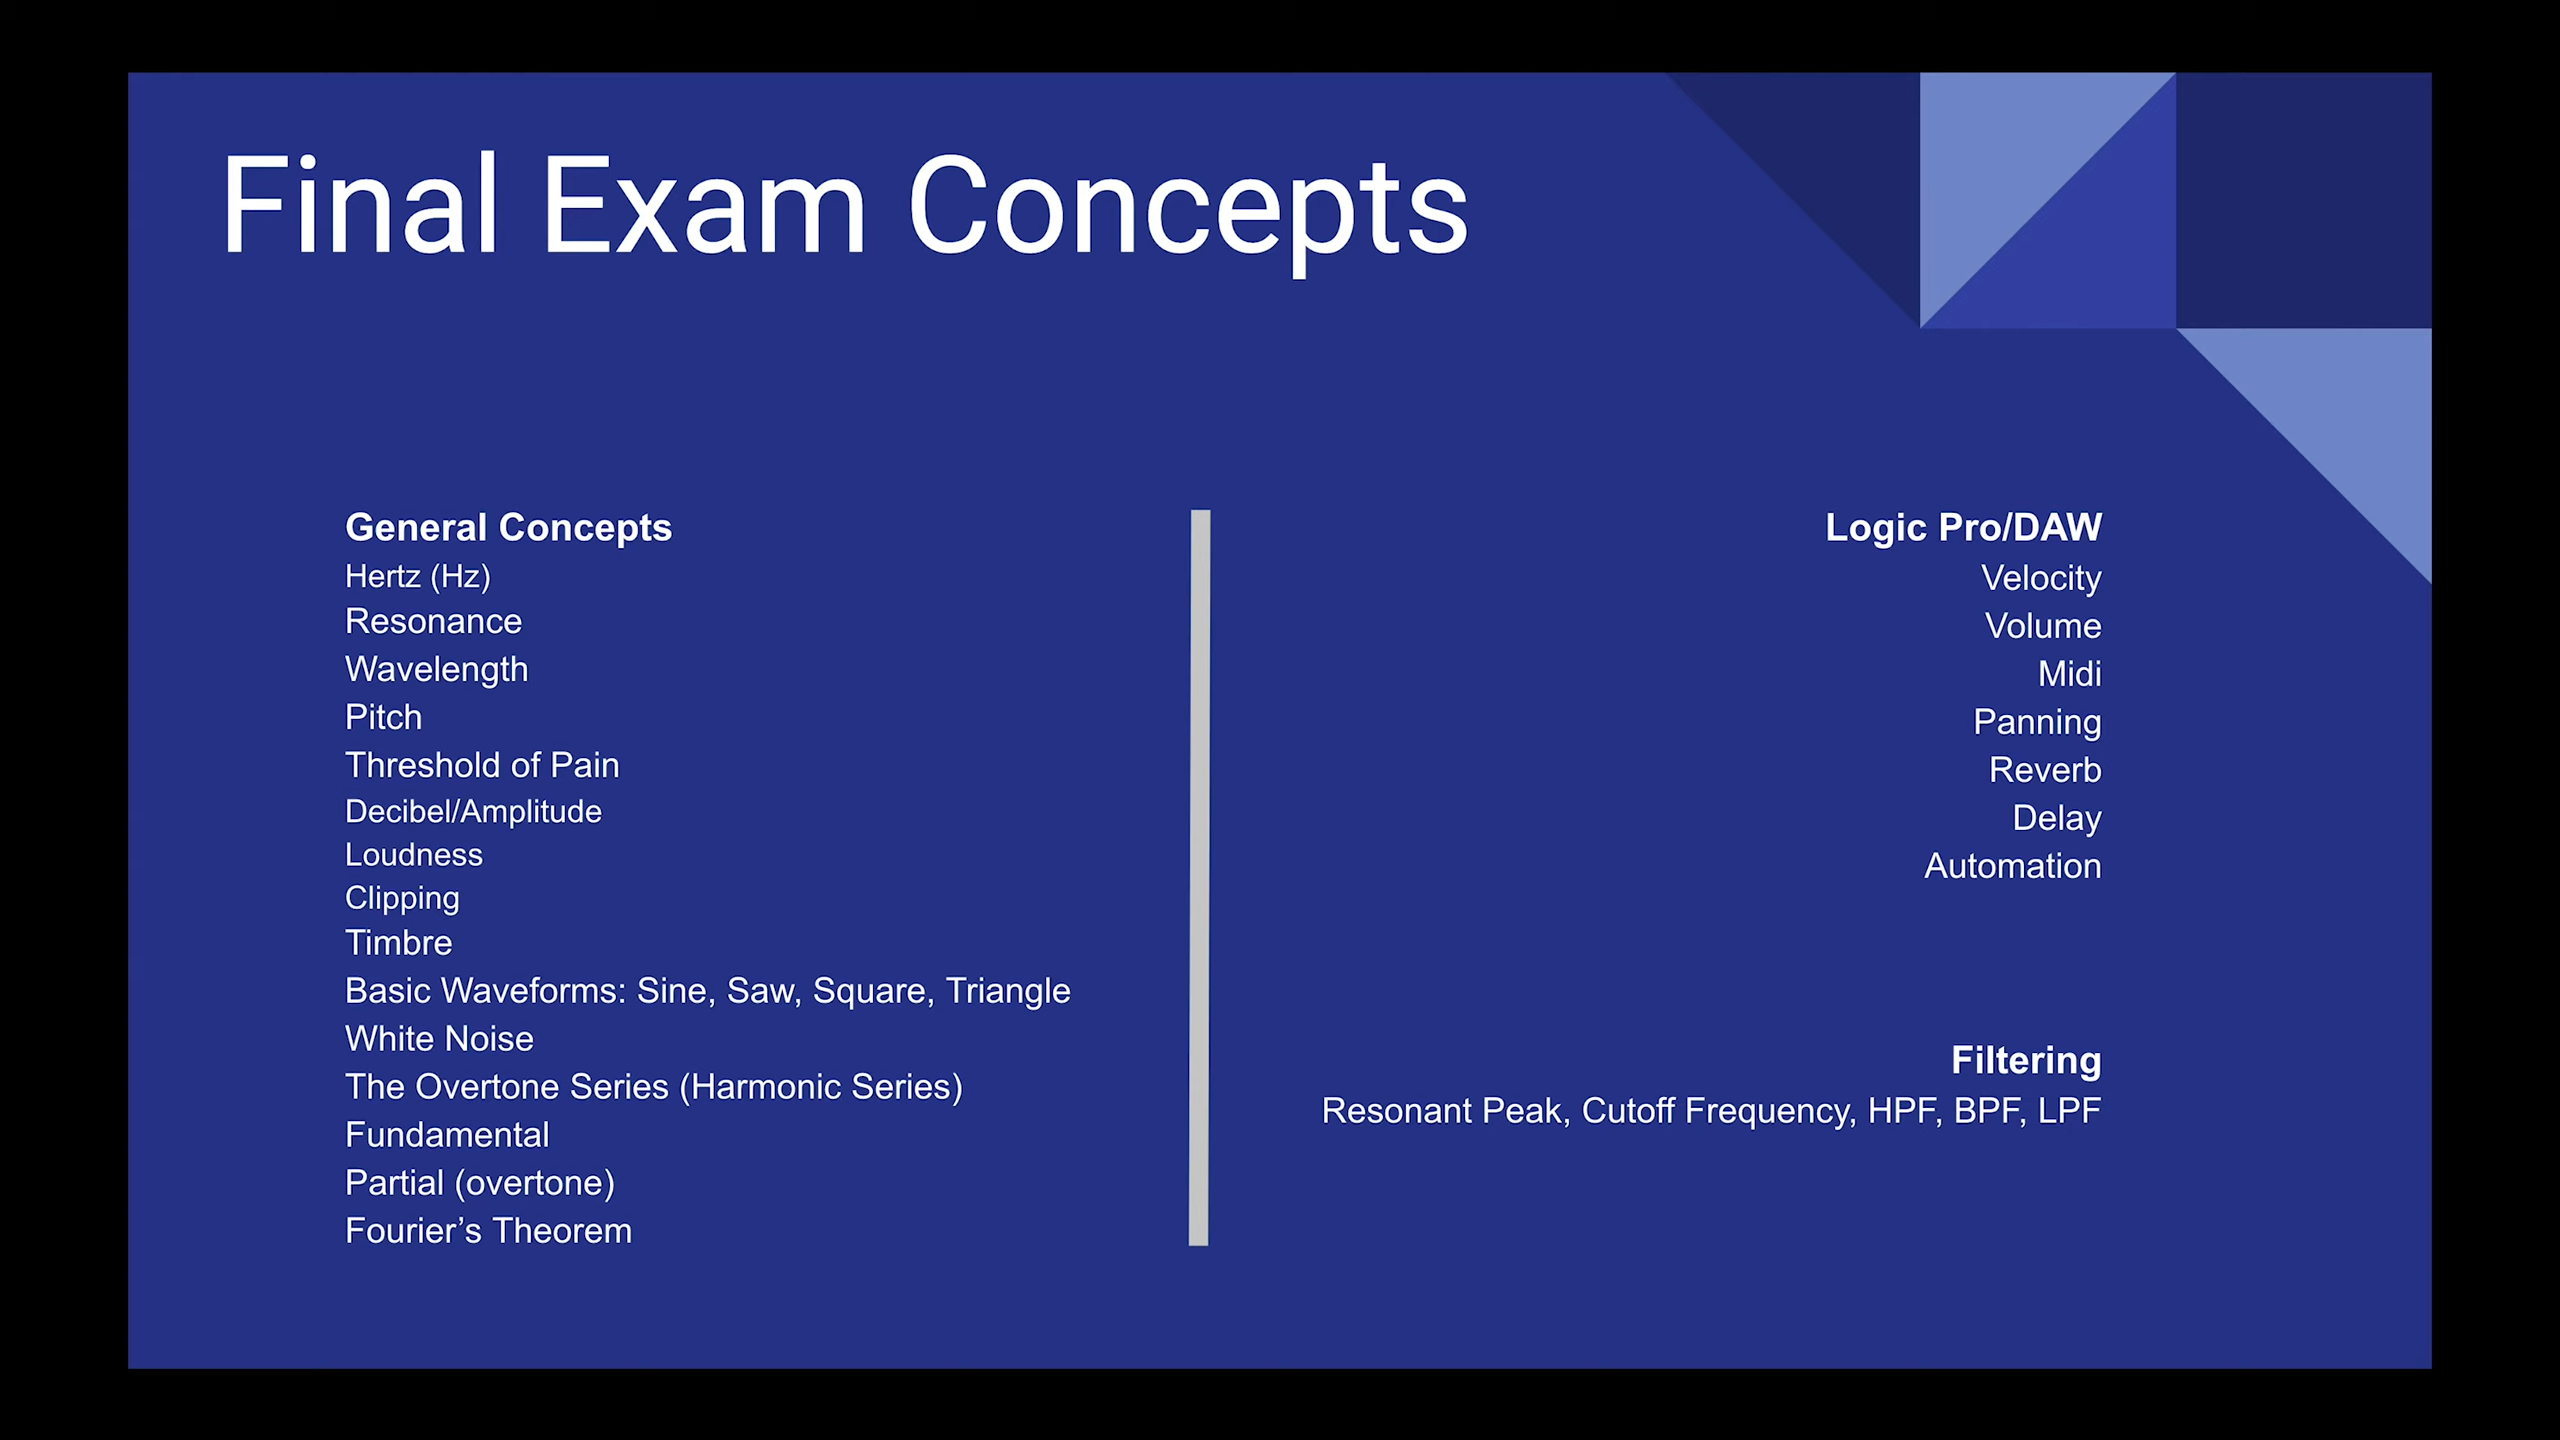 Final Exam Concepts
General Concepts
Hertz (Hz)
Resonance
Wavelength
Pitch
Threshold of Pain
Decibel/Amplitude
Loudness
Clipping
Timbre
Basic Waveforms: Sine, Saw, Square, Triangle
White Noise
The Overtone Series (Harmonic Series)
Fundamental
Partial (overtone)
Fourier’s Theorem
Logic Pro/DAW
Velocity
Volume
Midi
Panning
Reverb
Delay
Automation
Filtering
Resonant Peak, Cutoff Frequency, HPF, BPF, LPF